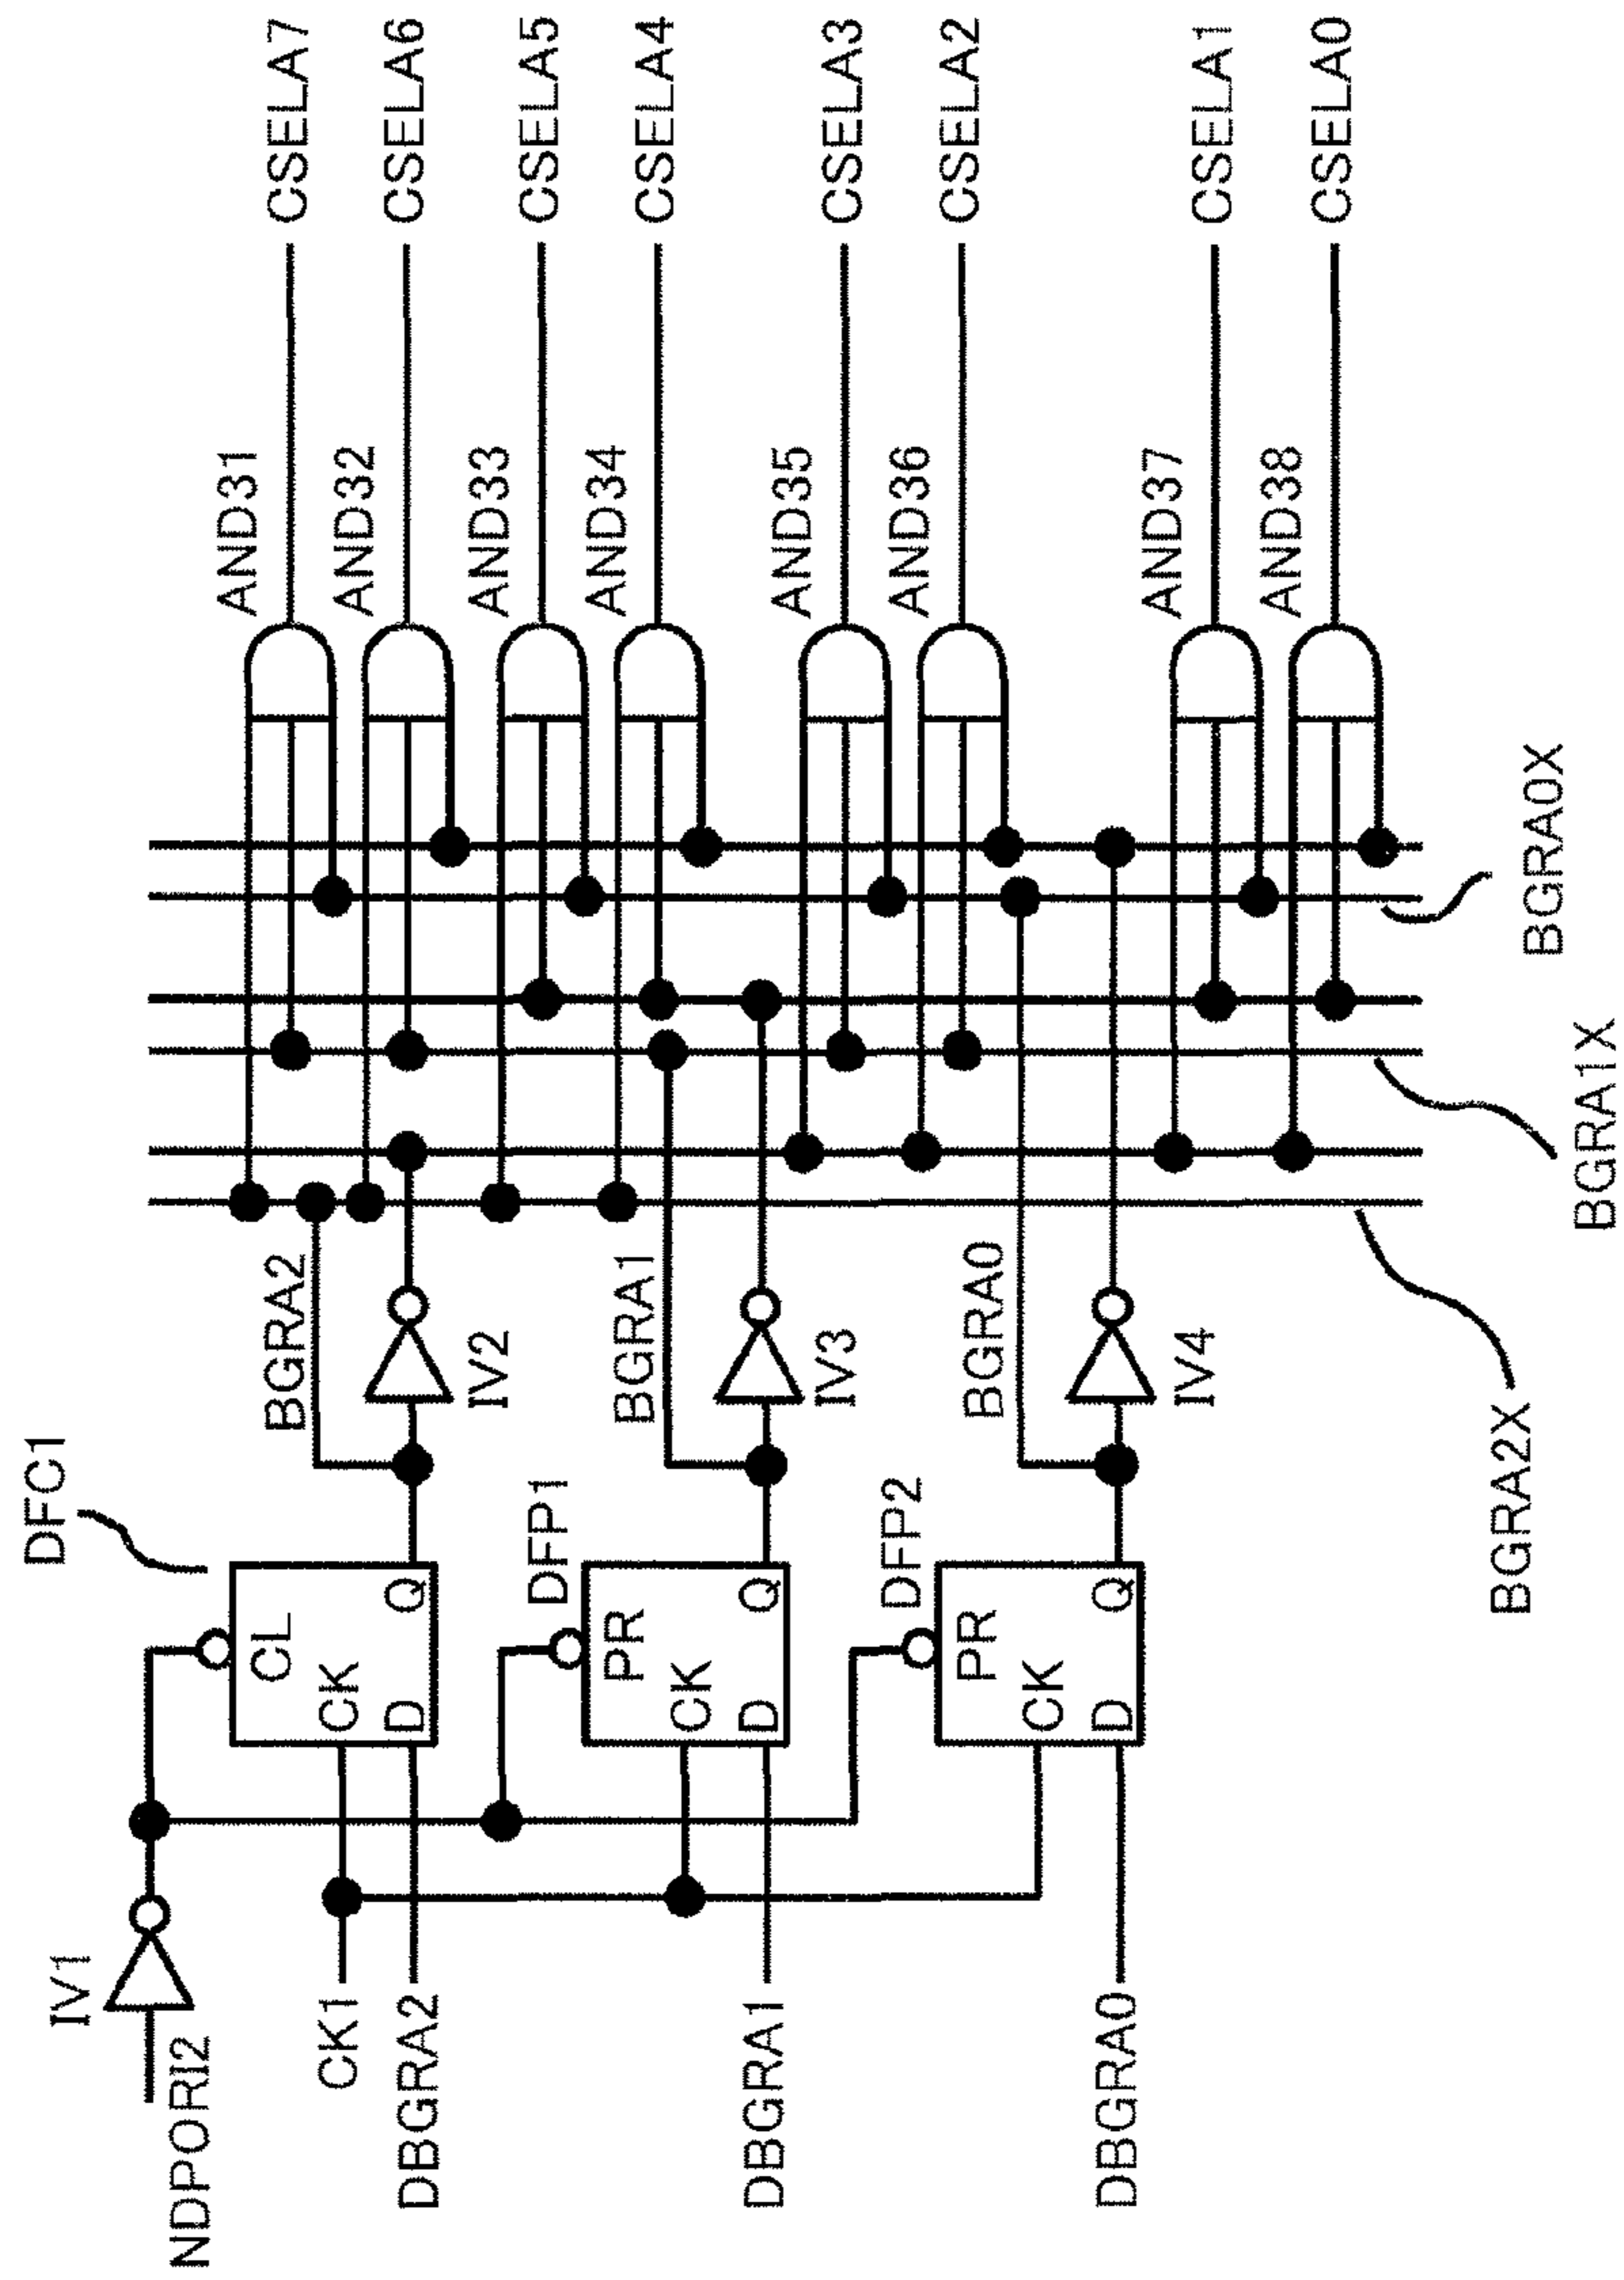 NDPORI2
IV1
CK1
DBGRA2
DBGRA1
DBGRA0
DFC1
CL
CK
D
Q
DFP1
PR
CK
D
Q
DFP2
PR
CK
D
Q
BGRA2
IV2
BGRA1
IV3
BGRA0
IV4
BGRA2X
BGRA1X
BGRA0X
AND31
AND32
AND33
AND34
AND35
AND36
AND37
AND38
CSELA7
CSELA6
CSELA5
CSELA4
CSELA3
CSELA2
CSELA1
CSELA0